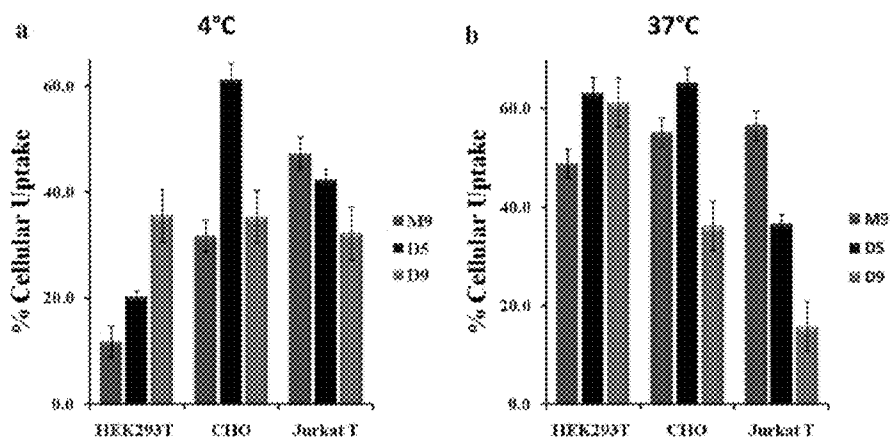 a
4°C
% Cellular Uptake
60.0
40.0
20.0
0.0
HEK293T CHO Jurkat T
M9
D5
D9
b
37°C
% Cellular Uptake
60.0
40.0
20.0
0.0
HEK293T CHO Jurkat T
M9
D5
D9